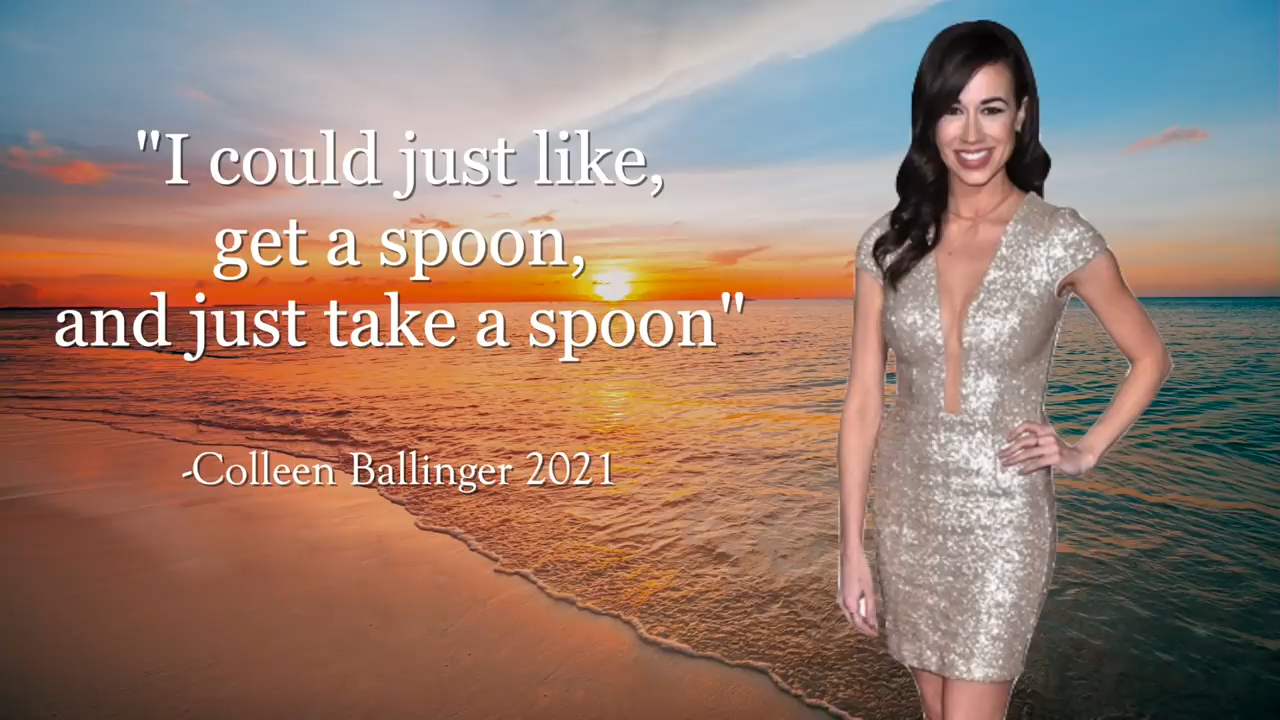 "I could just like,
get a spoon,
and just take a spoon"
-Colleen Ballinger 2021